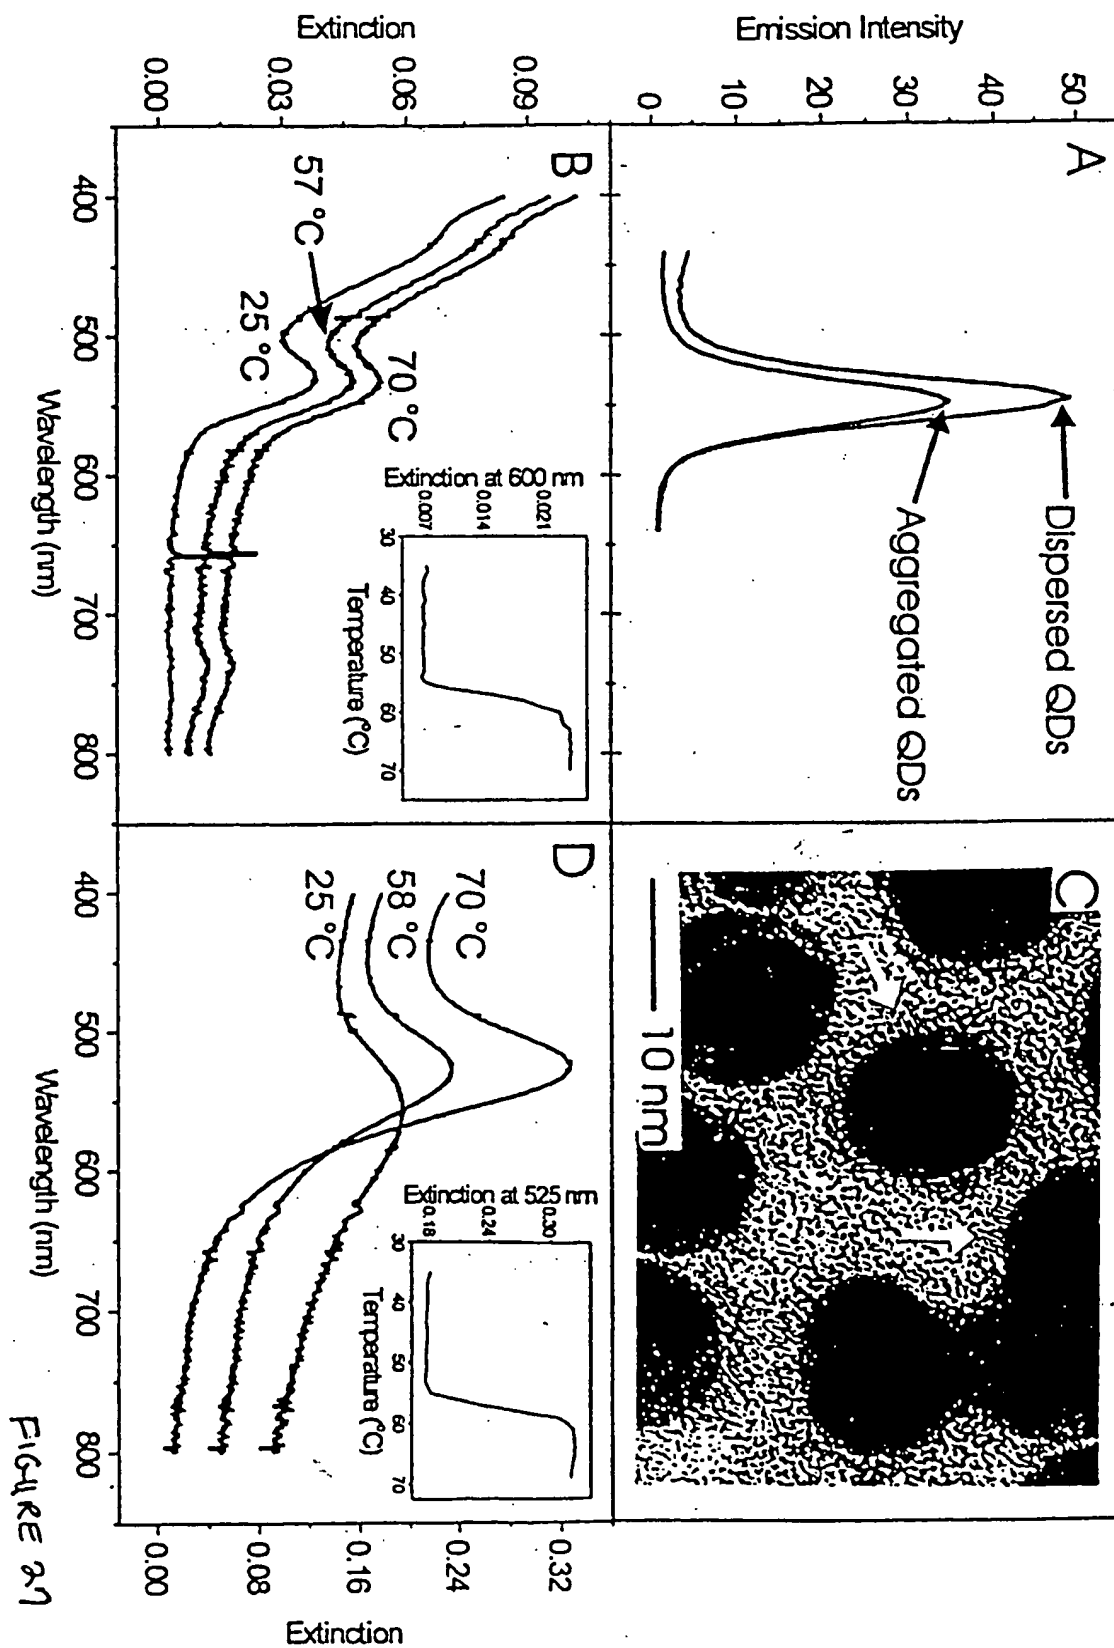 A
Emission Intensity
0
10
20
30
40
50
Dispersed QDs
Aggregated QDs
B
Extinction
0.00
0.03
0.06
0.09
57 °C
25 °C
70 °C
400
500
600
700
800
Wavelength (nm)
Extinction at 600 nm
0.007
0.014
0.021
30
40
50
60
70
Temperature (°C)
C
10 nm
D
70 °C
58 °C
25 °C
400
500
600
700
800
Wavelength (nm)
Extinction at 525 nm
0.18
0.24
0.30
30
40
50
60
70
Temperature (°C)
0.00
0.08
0.16
0.24
0.32
Extinction
FIGURE 27